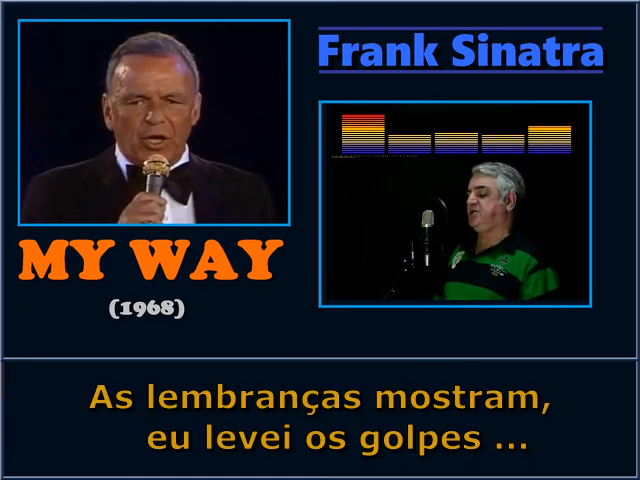 Frank Sinatra
MY WAY
(1968)
As lembranças mostram,
eu levei os golpes ...